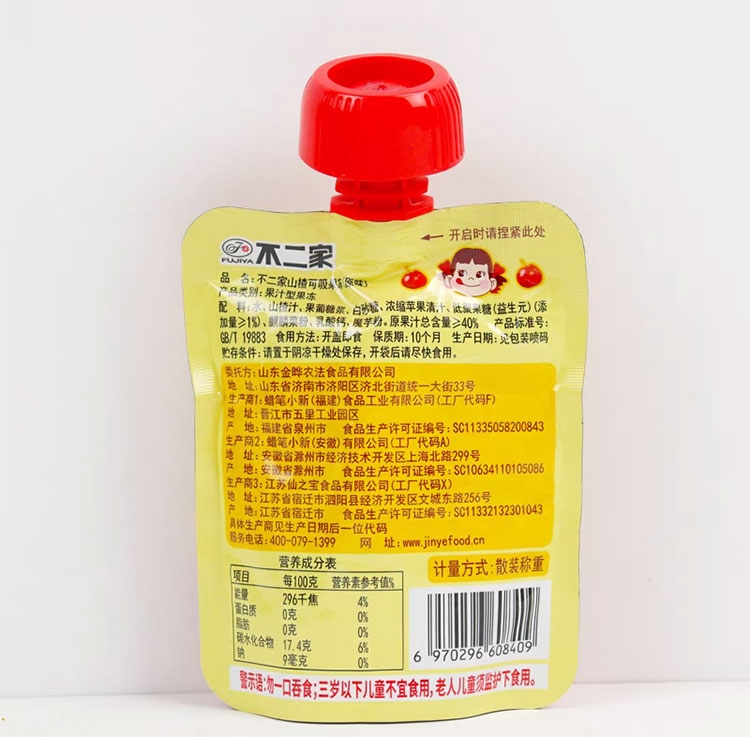 开启时请捏紧此处
FUJIYA 不二家
品 名:不二家山楂可吸果冻(原味)
产品类别:果汁型果冻
配 料:水、山楂汁、果葡糖浆、白砂糖、浓缩苹果清汁、低聚果糖(益生元)(添
加量≥1%)、麒麟菜粉、乳酸钙、魔芋粉。原果汁总含量≥40% 产品标准号:
GB/T 19883 食用方法:开盖即食 保质期:10个月 生产日期:见包装喷码
贮存条件:请置于阴凉干燥处保存,开袋后请尽快食用。
委托方:山东金晔农法食品有限公司
地 址:山东省济南市济阳区济北街道统一大街33号
生产商1:蜡笔小新(福建)食品工业有限公司(工厂代码F)
地 址:晋江市五里工业园区
产 地:福建省泉州市 食品生产许可证编号:SC11335058200843
生产商2:蜡笔小新(安徽)有限公司(工厂代码A)
地 址:安徽省滁州市经济技术开发区上海北路299号
产 地:安徽省滁州市 食品生产许可证编号:SC10634110105086
生产商3:江苏仙之宝食品有限公司(工厂代码X)
地 址:江苏省宿迁市泗阳县经济开发区文城东路256号
产 地:江苏省宿迁市 食品生产许可证编号:SC11332132301043
具体生产商见生产日期后一位代码
服务电话:400-079-1399 网 址:www.jinyefood.cn
营养成分表
项目 每100克 营养素参考值%
能量 296千焦 4%
蛋白质 0克 0%
脂肪 0克 0%
碳水化合物 17.4克 6%
钠 9毫克 0%
计量方式:散装称重
6 970296 608409
警示语:勿一口吞食;三岁以下儿童不宜食用,老人儿童须监护下食用。